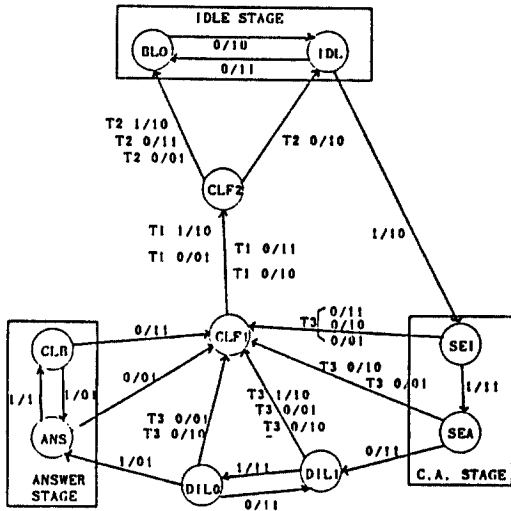 IDLE STAGE
BLO
0/10
IDL
0/11
T2 1/10
T2 0/11
T2 0/01
T2 0/10
CLF2
T1 1/10
T1 0/01
T1 0/11
T1 0/10
1/10
CLB
0/11
CLF1
T3
0/11
0/10
0/01
SEI
1/1
1/01
0/01
T3 0/10
T3 0/01
1/11
ANS
T3 0/01
T3 0/10
T3 1/10
T3 0/01
T3 0/10
SEA
ANSWER
STAGE
1/01
DIL0
1/11
0/11
DIL1
0/11
C.A. STAGE